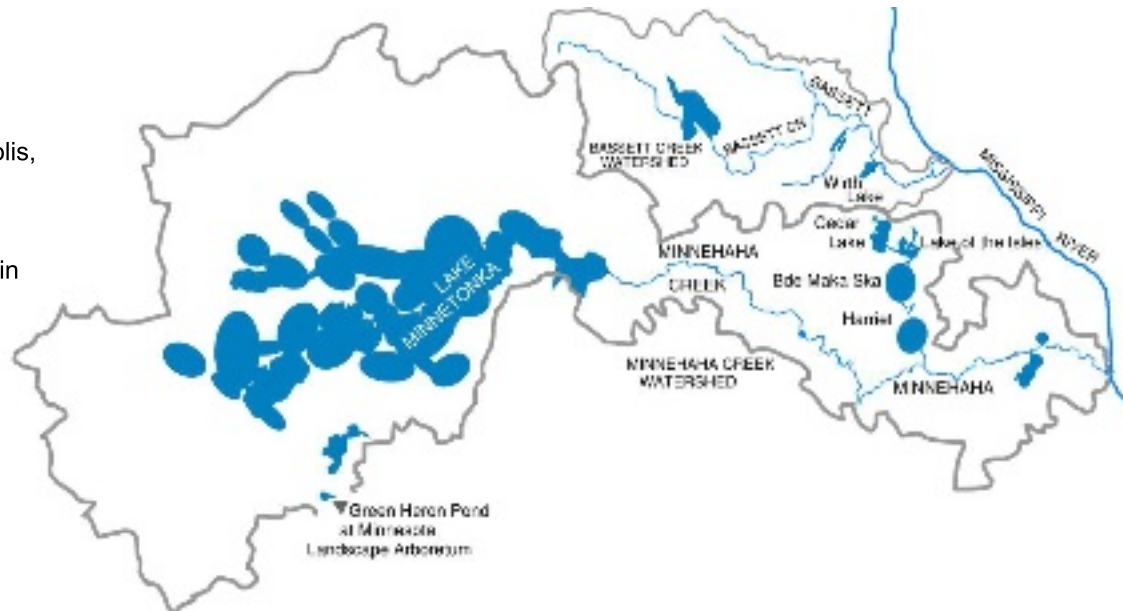 olis,
in
BASSETT
BASSETT CR
BASSETT CREEK
WATERSHED
Wirth
Lake
MISSISSIPPI
RIVER
Cedar
Lake
Lake of the Isles
MINNEHAHA
CREEK
Bde Maka Ska
Harriet
LAKE
MINNETONKA
MINNEHAHA CREEK
WATERSHED
MINNEHAHA
Green Heron Pond
at Minnesota
Landscape Arboretum